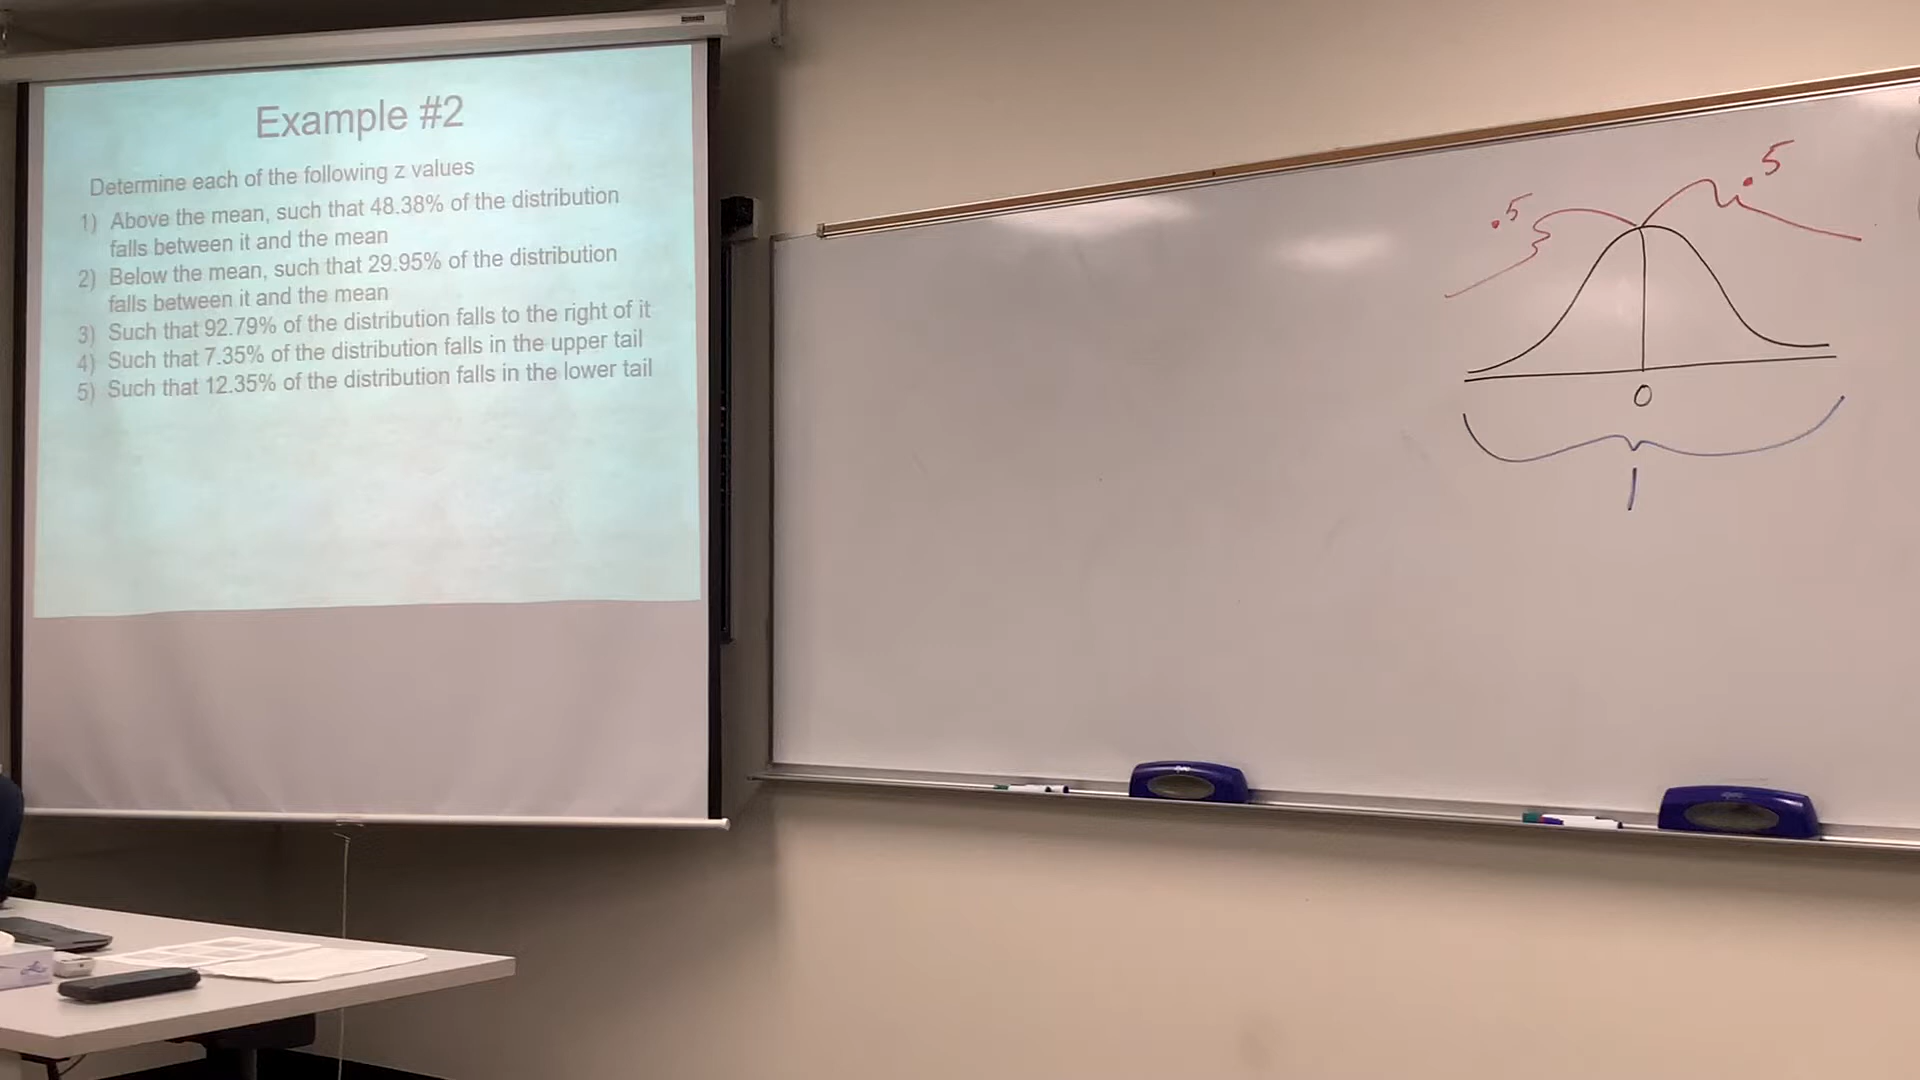 Example #2
Determine each of the following z values
1) Above the mean, such that 48.38% of the distribution
falls between it and the mean
2) Below the mean, such that 29.95% of the distribution
falls between it and the mean
3) Such that 92.79% of the distribution falls to the right of it
4) Such that 7.35% of the distribution falls in the upper tail
5) Such that 12.35% of the distribution falls in the lower tail
.5
.5
0
1